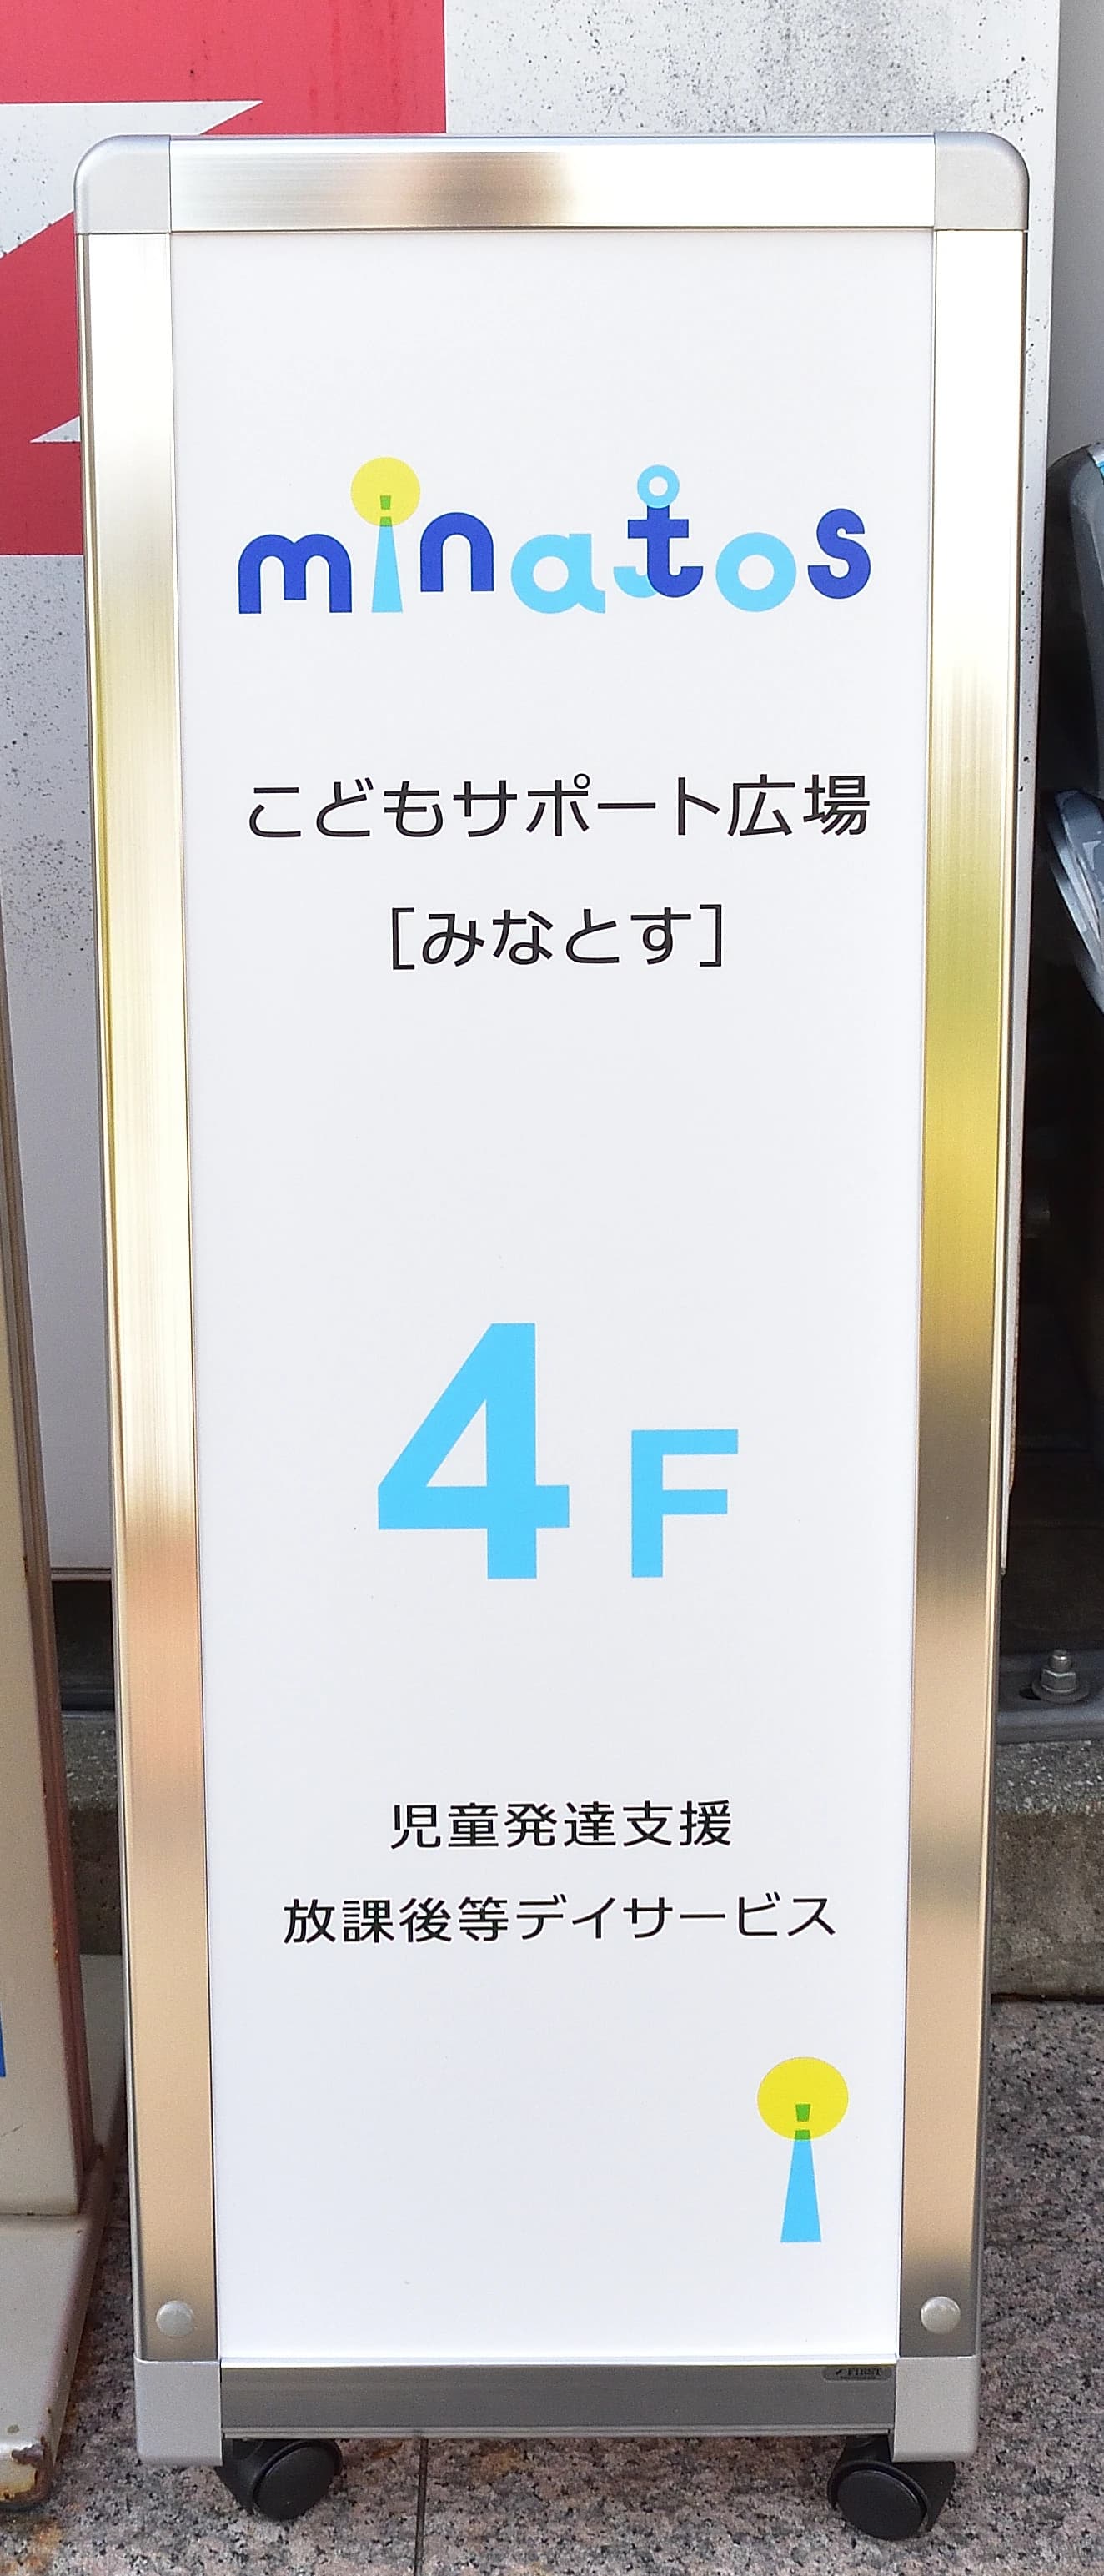 minatos
こどもサポート広場
［みなとす］
4F
児童発達支援
放課後等デイサービス
FIRST